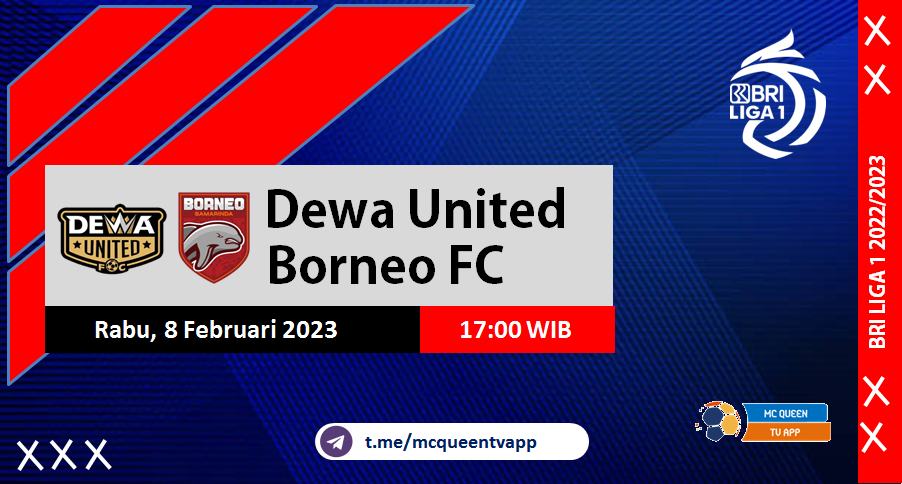 BRI
LIGA 1
DEWA
UNITED
F C
BORNEO
SAMARINDA
Dewa United
Borneo FC
Rabu, 8 Februari 2023
17:00 WIB
BRI LIGA 1 2022/2023
MC QUEEN
TV APP
t.me/mcqueentvapp
XXX